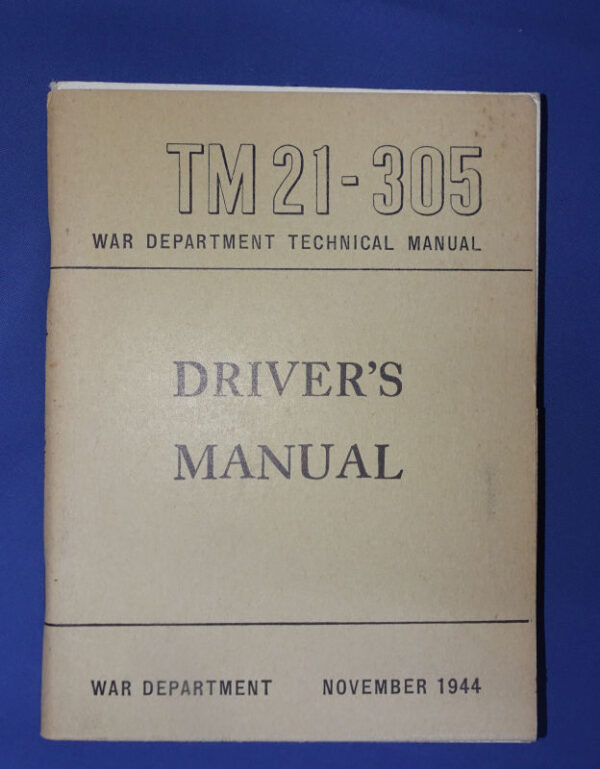 TM 21-305
WAR DEPARTMENT TECHNICAL MANUAL
DRIVER'S
MANUAL
WAR DEPARTMENT NOVEMBER 1944